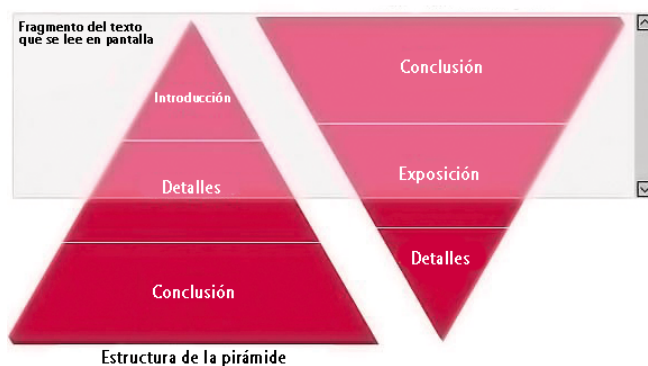 Fragmento del texto
que se lee en pantalla
Introducción
Detalles
Conclusión
Conclusión
Exposición
Detalles
Estructura de la pirámide